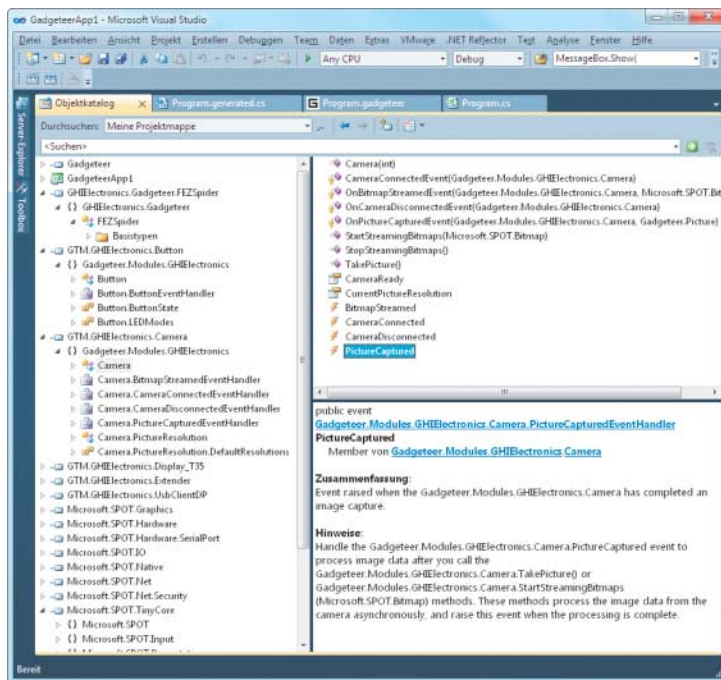 GadgeteerApp1 - Microsoft Visual Studio
Datei Bearbeiten Ansicht Projekt Erstellen Debuggen Team Daten Extras VMware .NET Reflector Test Analyse Fenster Hilfe
Any CPU Debug MessageBox.Show(
Objektkatalog Program.generated.cs Program.gadgeteer Program.cs
Server-Explorer
Toolbox
Durchsuchen: Meine Projektmappe
<Suchen>
Gadgeteer
GadgeteerApp1
GHIElectronics.Gadgeteer.FEZSpider
{} GHIElectronics.Gadgeteer
FEZSpider
Basistypen
GTM.GHIElectronics.Button
{} Gadgeteer.Modules.GHIElectronics
Button
Button.ButtonEventHandler
Button.ButtonState
Button.LEDModes
GTM.GHIElectronics.Camera
{} Gadgeteer.Modules.GHIElectronics
Camera
Camera.BitmapStreamedEventHandler
Camera.CameraConnectedEventHandler
Camera.CameraDisconnectedEventHandler
Camera.PictureCapturedEventHandler
Camera.PictureResolution
Camera.PictureResolution.DefaultResolutions
GTM.GHIElectronics.Display_T35
GTM.GHIElectronics.Extender
GTM.GHIElectronics.UsbClientDP
Microsoft.SPOT.Graphics
Microsoft.SPOT.Hardware
Microsoft.SPOT.Hardware.SerialPort
Microsoft.SPOT.IO
Microsoft.SPOT.Native
Microsoft.SPOT.Net
Microsoft.SPOT.Net.Security
Microsoft.SPOT.TinyCore
{} Microsoft.SPOT
{} Microsoft.SPOT.Input
Camera(int)
CameraConnectedEvent(Gadgeteer.Modules.GHIElectronics.Camera)
OnBitmapStreamedEvent(Gadgeteer.Modules.GHIElectronics.Camera, Microsoft.SPOT.Bit
OnCameraDisconnectedEvent(Gadgeteer.Modules.GHIElectronics.Camera)
OnPictureCapturedEvent(Gadgeteer.Modules.GHIElectronics.Camera, Gadgeteer.Picture)
StartStreamingBitmaps(Microsoft.SPOT.Bitmap)
StopStreamingBitmaps()
TakePicture()
CameraReady
CurrentPictureResolution
BitmapStreamed
CameraConnected
CameraDisconnected
PictureCaptured
public event
Gadgeteer.Modules.GHIElectronics.Camera.PictureCapturedEventHandler
PictureCaptured
Member von Gadgeteer.Modules.GHIElectronics.Camera
Zusammenfassung:
Event raised when the Gadgeteer.Modules.GHIElectronics.Camera has completed an
image capture.
Hinweise:
Handle the Gadgeteer.Modules.GHIElectronics.Camera.PictureCaptured event to
process image data after you call the
Gadgeteer.Modules.GHIElectronics.Camera.TakePicture() or
Gadgeteer.Modules.GHIElectronics.Camera.StartStreamingBitmaps
(Microsoft.SPOT.Bitmap) methods. These methods process the image data from the
camera asynchronously, and raise this event when the processing is complete.
Bereit